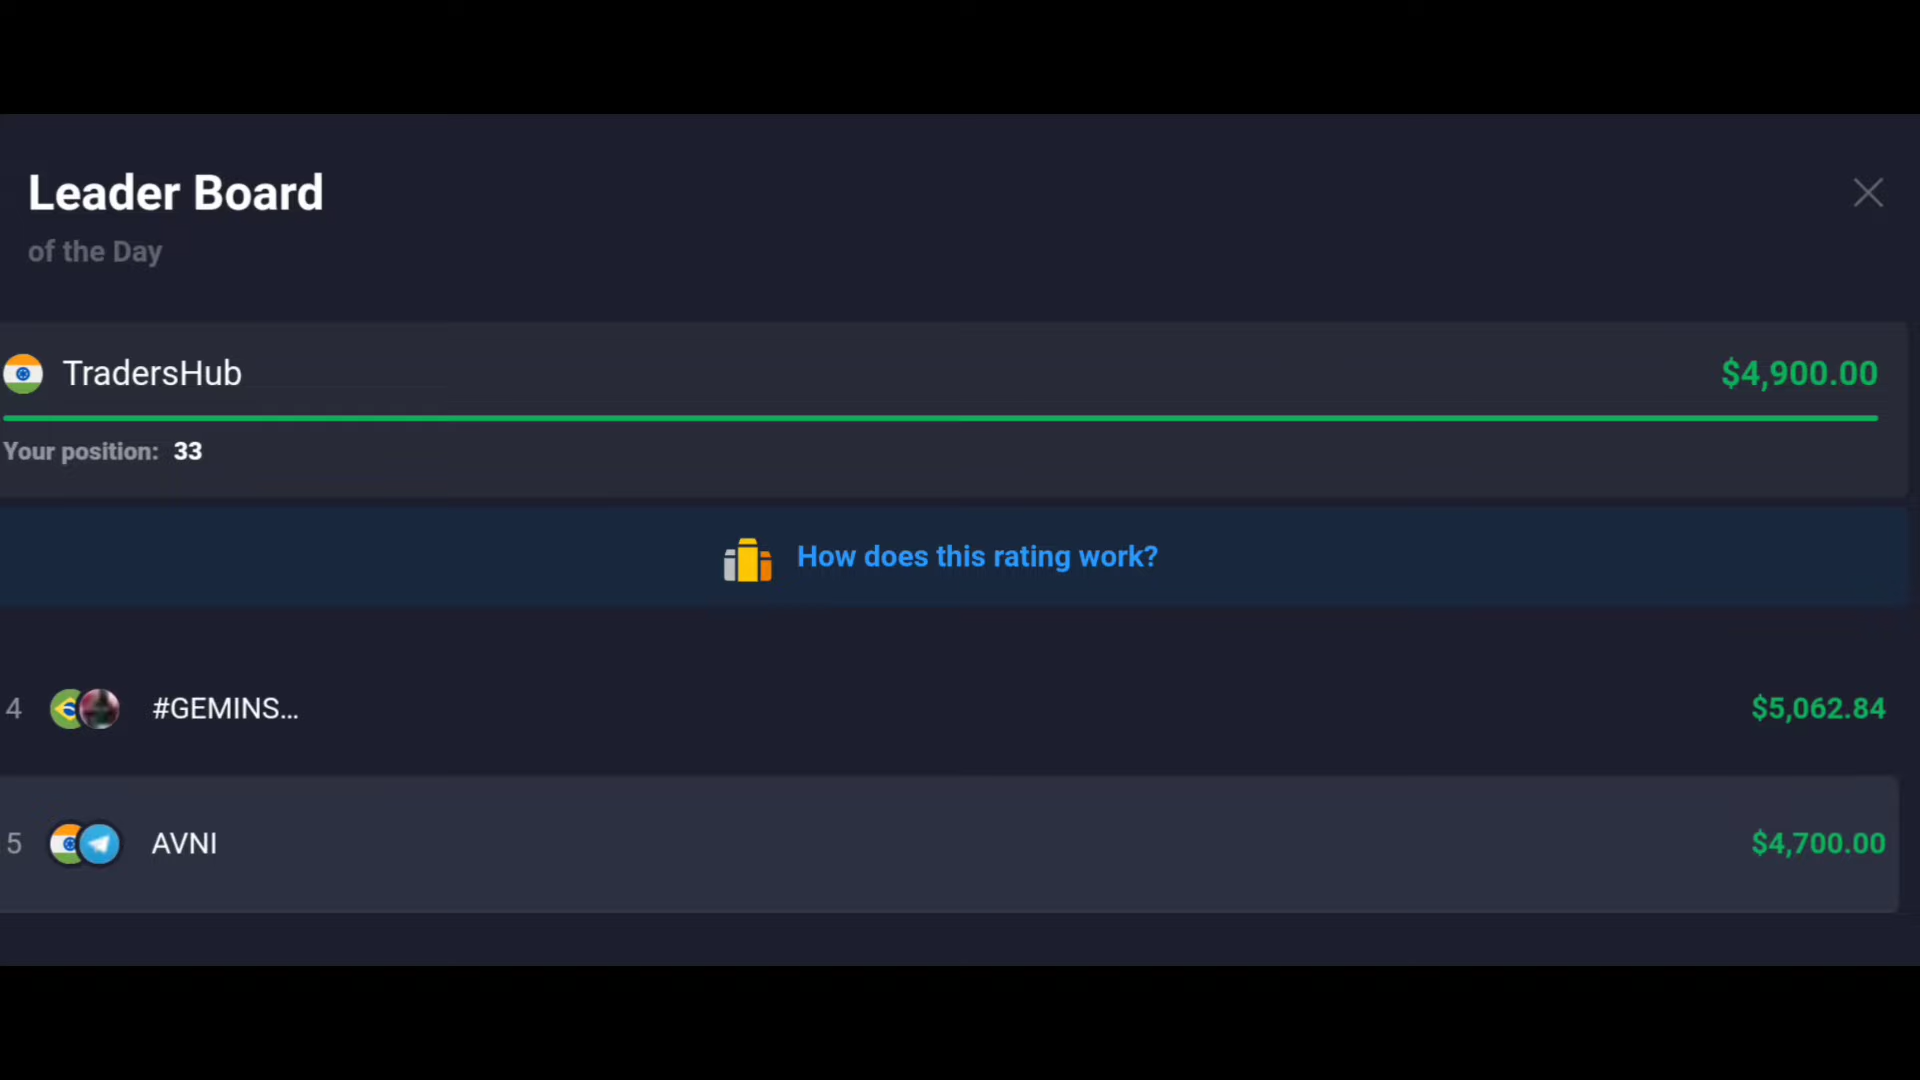 Leader Board
of the Day
TradersHub $4,900.00
Your position: 33
How does this rating work?
4 #GEMINS... $5,062.84
5 AVNI $4,700.00